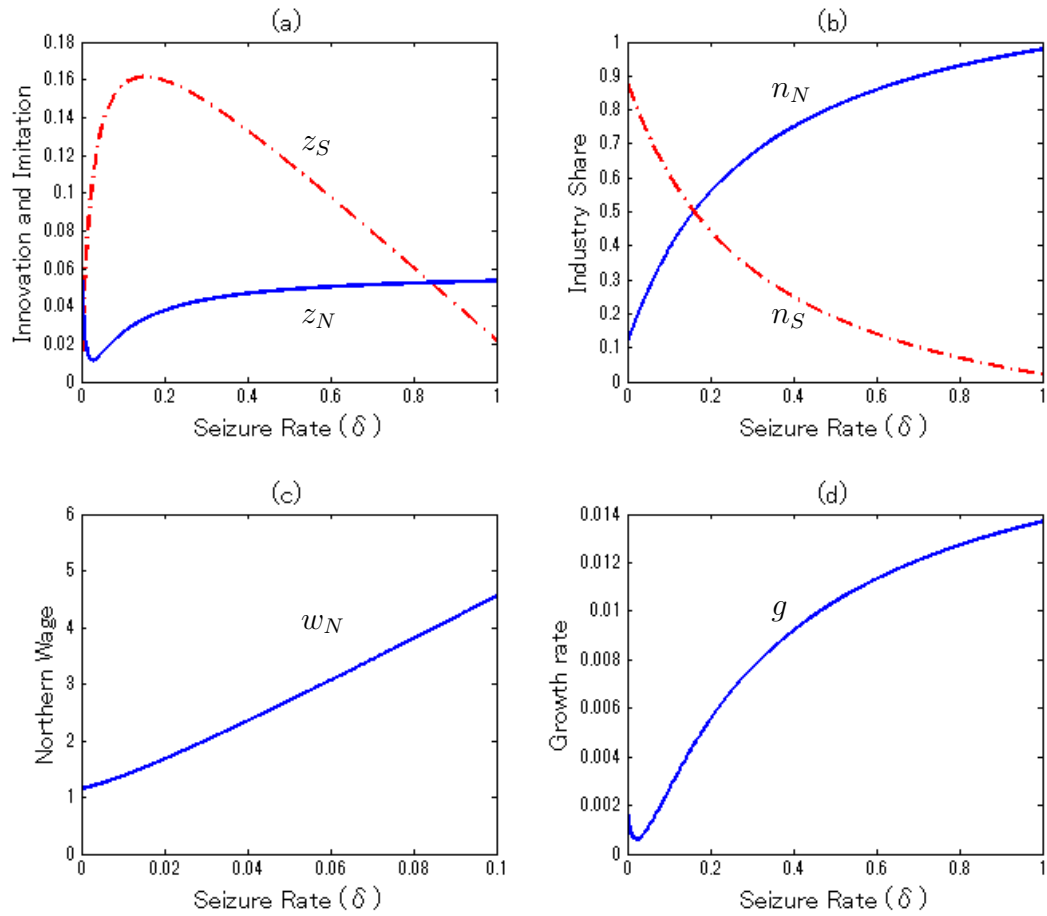 (a)
Innovation and Imitation
0.18
0.16
0.14
0.12
0.1
0.08
0.06
0.04
0.02
0
z_S
z_N
0 0.2 0.4 0.6 0.8 1
Seizure Rate (δ)
(b)
Industry Share
1
0.9
0.8
0.7
0.6
0.5
0.4
0.3
0.2
0.1
0
n_N
n_S
0 0.2 0.4 0.6 0.8 1
Seizure Rate (δ)
(c)
Northern Wage
6
5
4
3
2
1
0
w_N
0 0.02 0.04 0.06 0.08 0.1
Seizure Rate (δ)
(d)
Growth rate
0.014
0.012
0.01
0.008
0.006
0.004
0.002
0
g
0 0.2 0.4 0.6 0.8 1
Seizure Rate (δ)